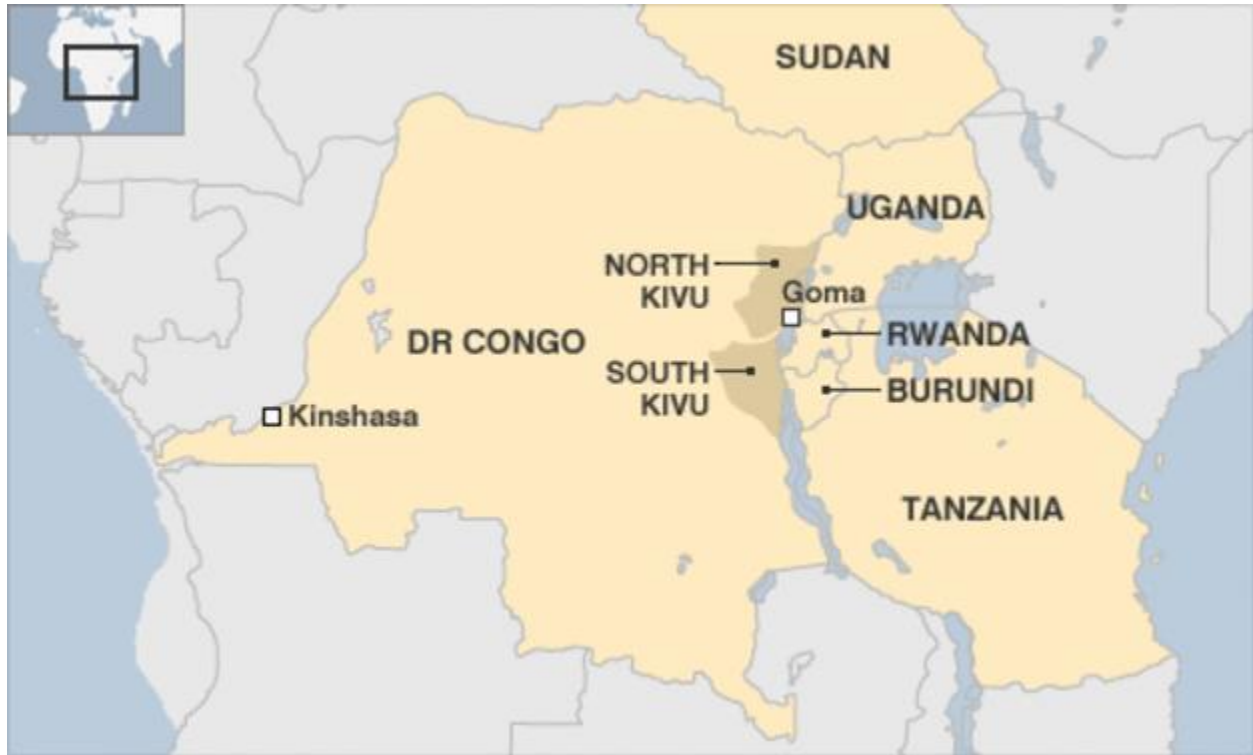 SUDAN
UGANDA
NORTH
KIVU
Goma
DR CONGO
RWANDA
SOUTH
KIVU
BURUNDI
Kinshasa
TANZANIA